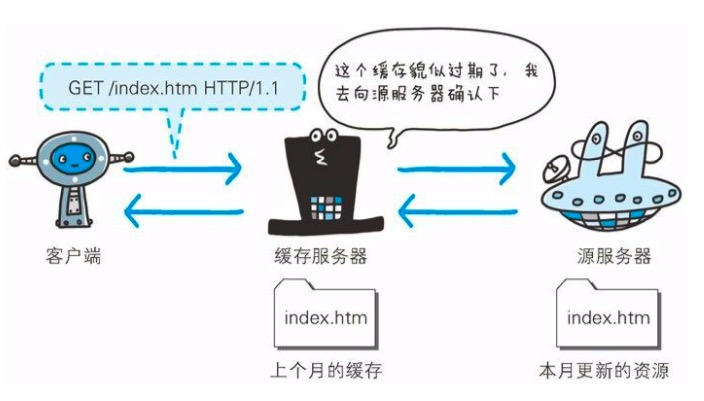 GET /index.htm HTTP/1.1
这个缓存貌似过期了，我
去向源服务器确认下
客户端
缓存服务器
源服务器
index.htm
index.htm
上个月的缓存
本月更新的资源